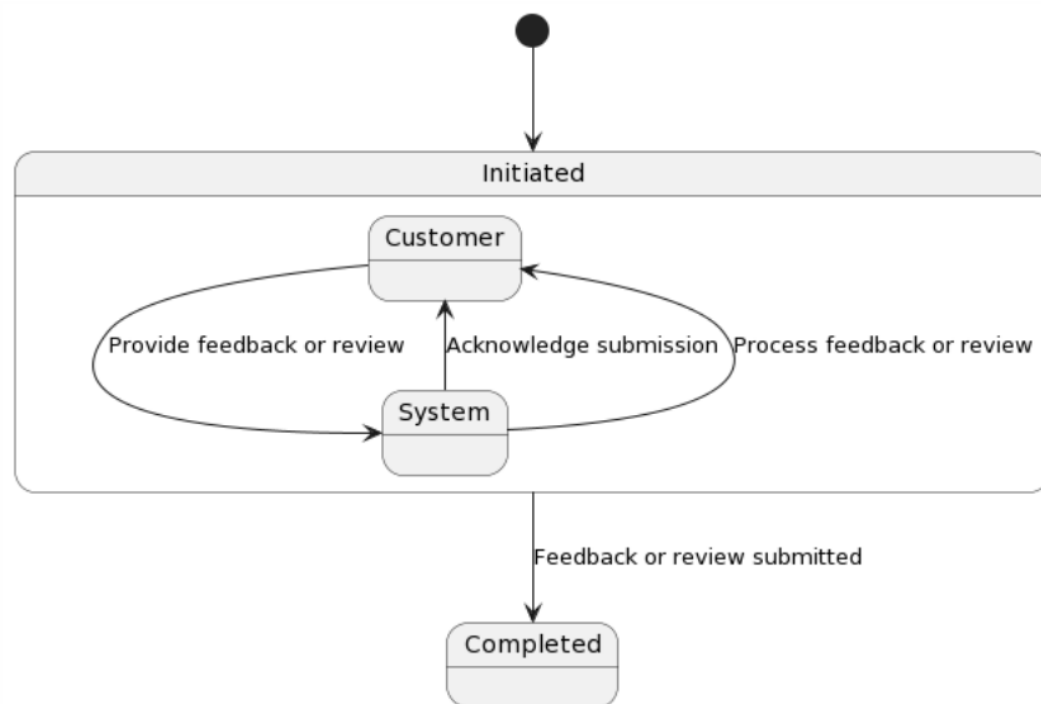 Initiated
Customer
Provide feedback or review
Acknowledge submission
Process feedback or review
System
Feedback or review submitted
Completed